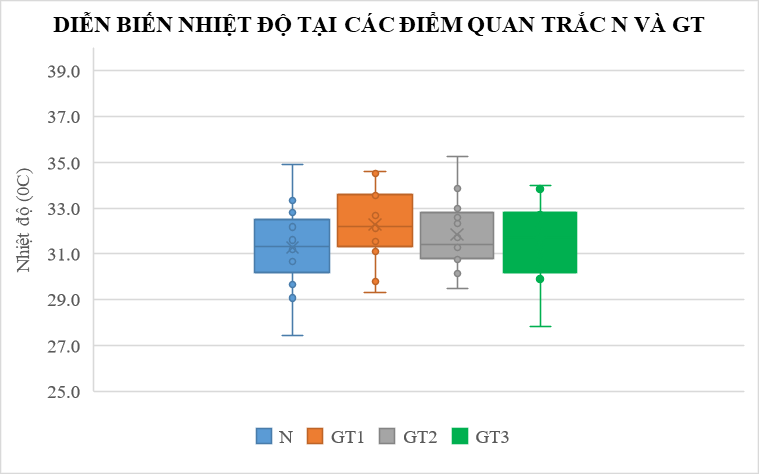 DIỄN BIẾN NHIỆT ĐỘ TẠI CÁC ĐIỂM QUAN TRẮC N VÀ GT
39.0
37.0
35.0
33.0
31.0
29.0
27.0
25.0
Nhiệt độ (0C)
N GT1 GT2 GT3